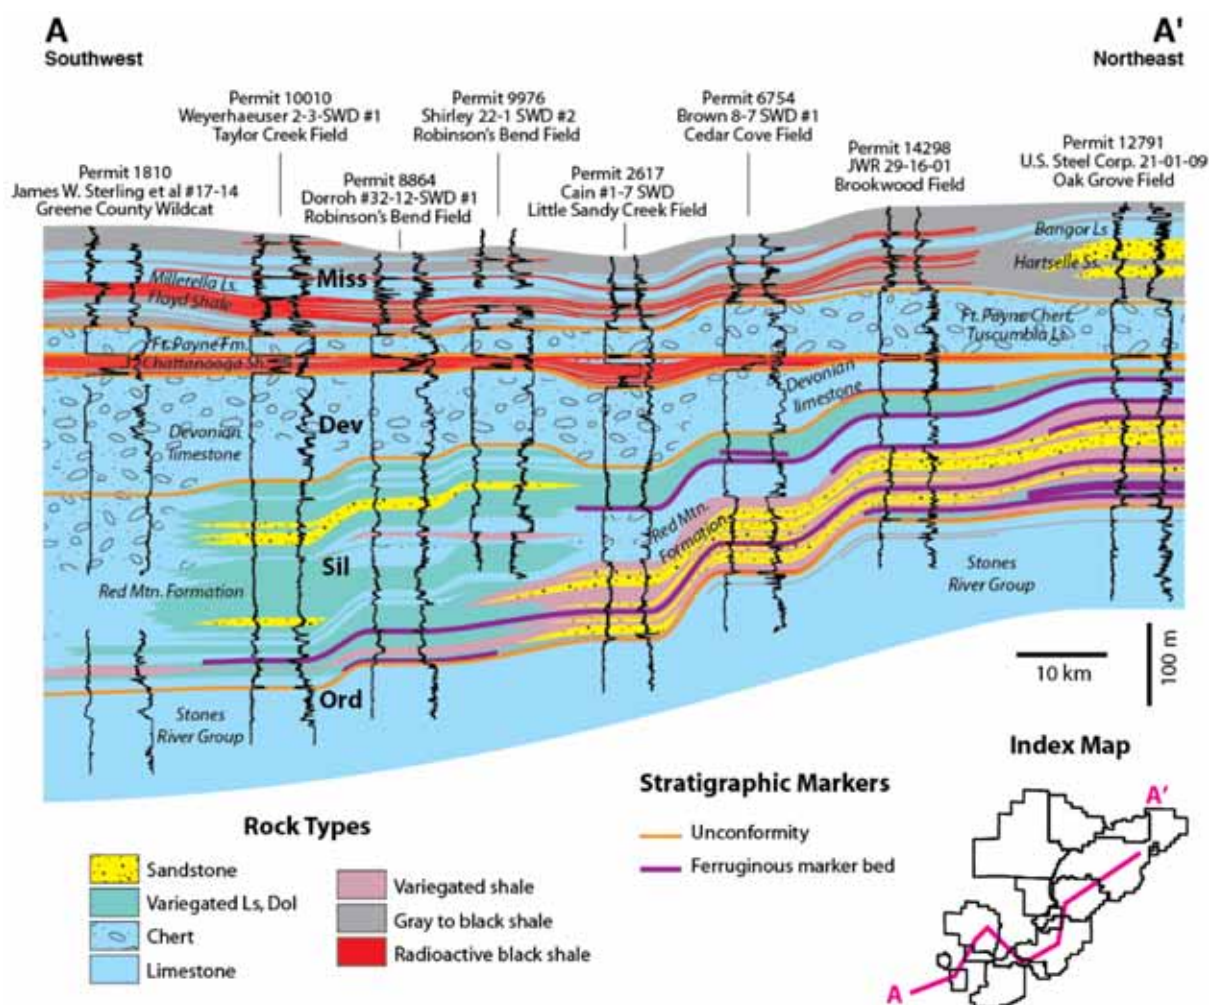 A
Southwest
A'
Northeast
Permit 10010
Weyerhaeuser 2-3-SWD #1
Taylor Creek Field
Permit 9976
Shirley 22-1 SWD #2
Robinson's Bend Field
Permit 6754
Brown 8-7 SWD #1
Cedar Cove Field
Permit 14298
JWR 29-16-01
Brookwood Field
Permit 12791
U.S. Steel Corp. 21-01-09
Oak Grove Field
Permit 1810
James W. Sterling et al #17-14
Greene County Wildcat
Permit 8864
Dorroh #32-12-SWD #1
Robinson's Bend Field
Permit 2617
Cain #1-7 SWD
Little Sandy Creek Field
Bangor Ls
Hartselle Ss.
Millerella Ls.
Floyd Shale
Miss
Ft. Payne Chert,
Tuscumbia Ls.
Ft. Payne Fm.
Chattanooga Sh.
Devonian
limestone
Dev
Devonian
limestone
Red Mtn.
Formation
Sil
Red Mtn. Formation
Stones
River Group
Ord
Stones
River Group
10 km
100 m
Index Map
A'
A
Stratigraphic Markers
Unconformity
Ferruginous marker bed
Rock Types
Sandstone
Variegated Ls, Dol
Chert
Limestone
Variegated shale
Gray to black shale
Radioactive black shale